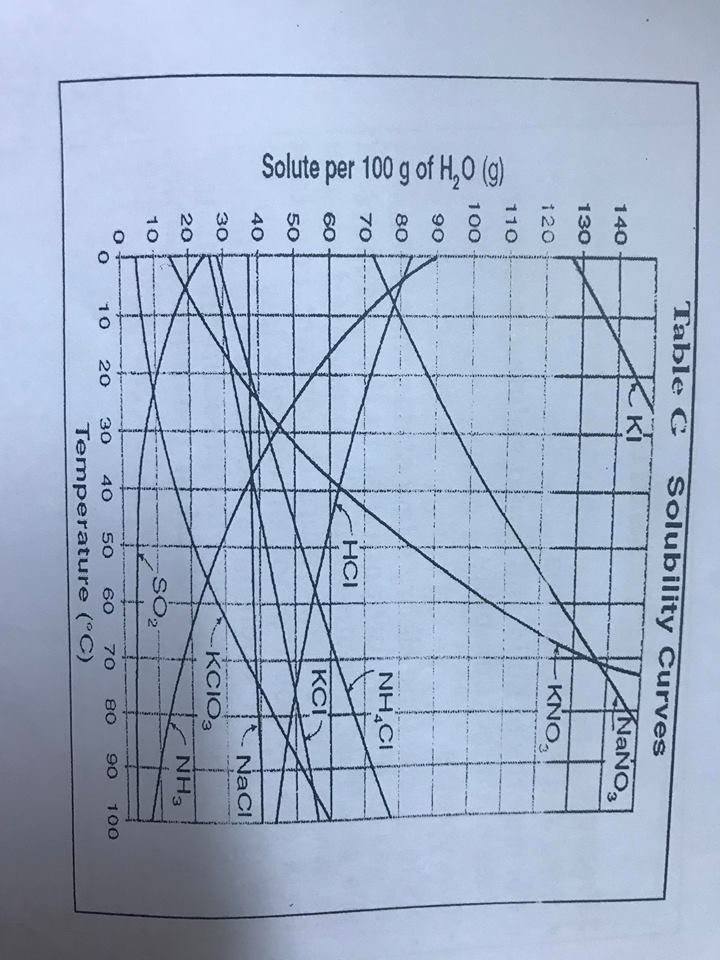 Table G Solubility Curves
Solute per 100 g of H₂O (g)
140
130
120
110
100
90
80
70
60
50
40
30
20
10
0
KI
NaNO₃
KNO₃
HCl
NH₄Cl
KCl
NaCl
KClO₃
SO₂
NH₃
0 10 20 30 40 50 60 70 80 90 100
Temperature (°C)